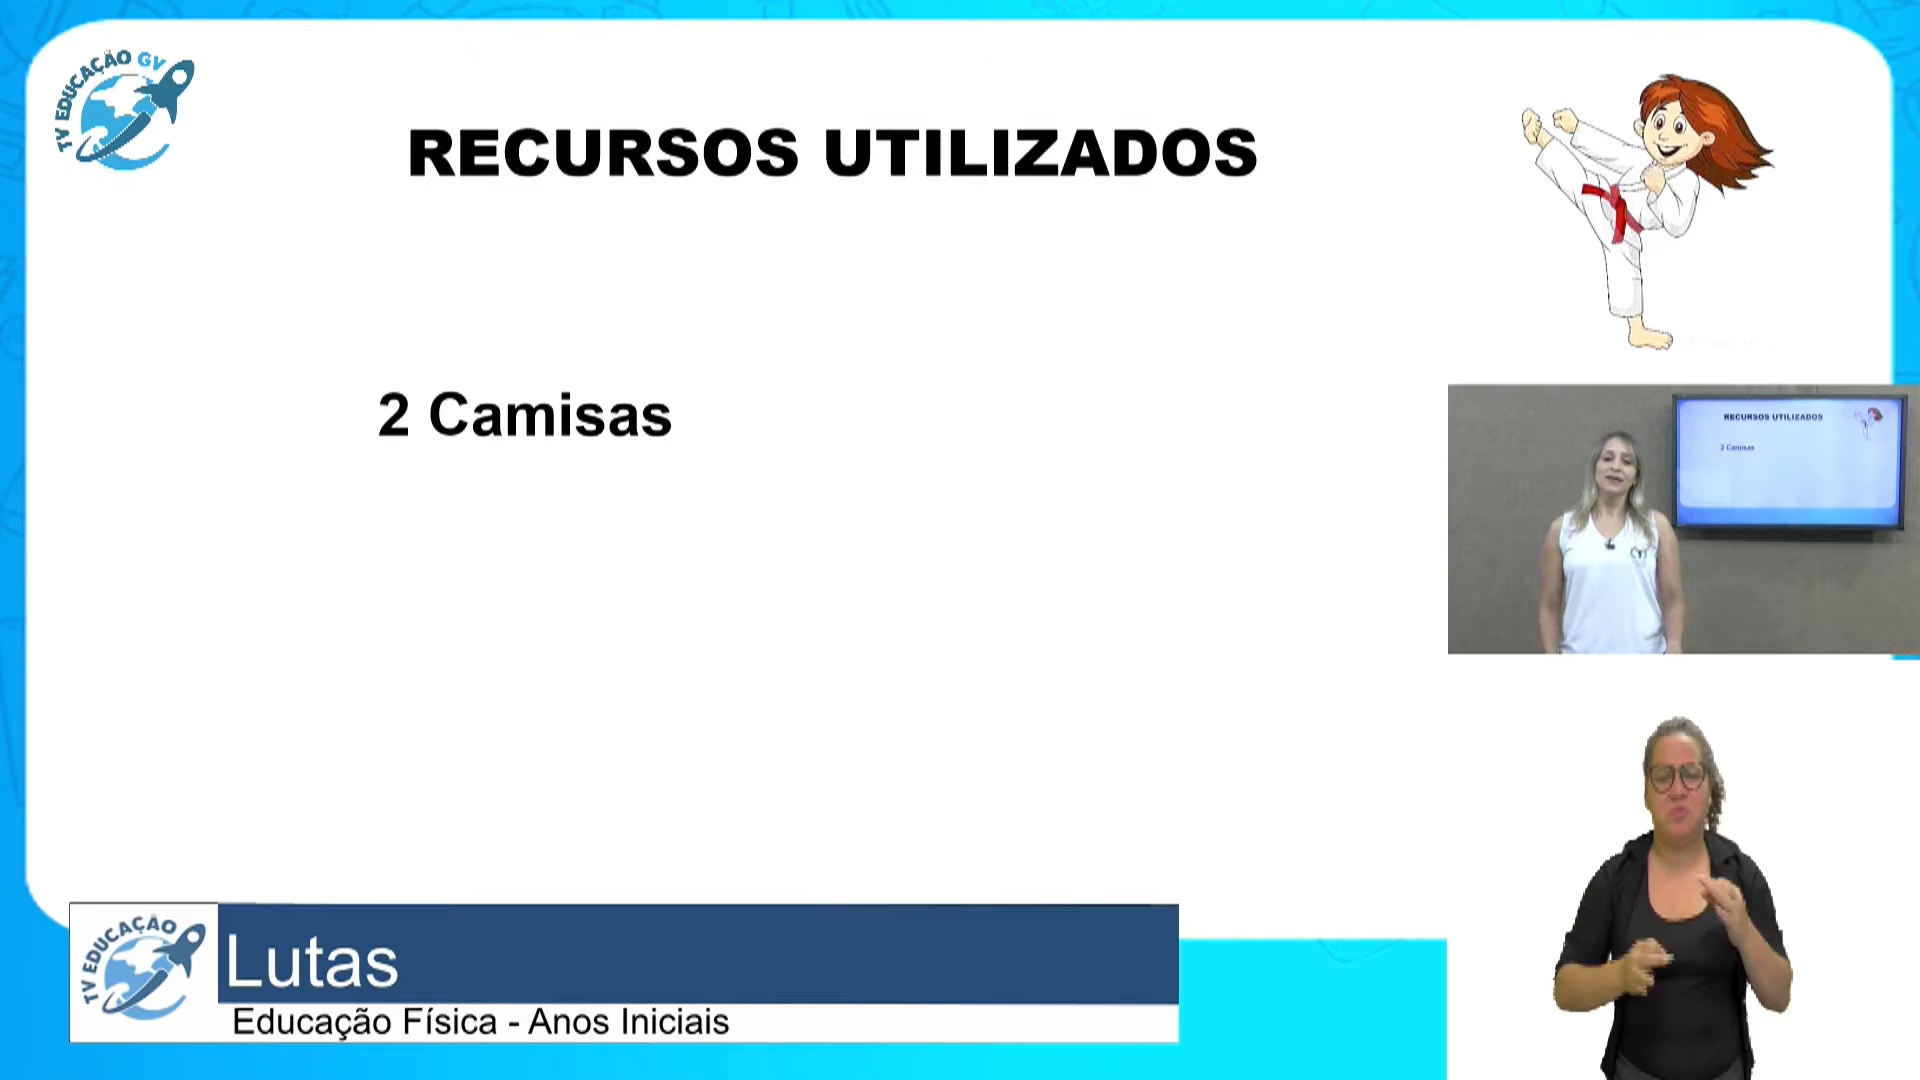 TV EDUCAÇÃO GV
RECURSOS UTILIZADOS
2 Camisas
RECURSOS UTILIZADOS
2 Camisas
TV EDUCAÇÃO
Lutas
Educação Física - Anos Iniciais